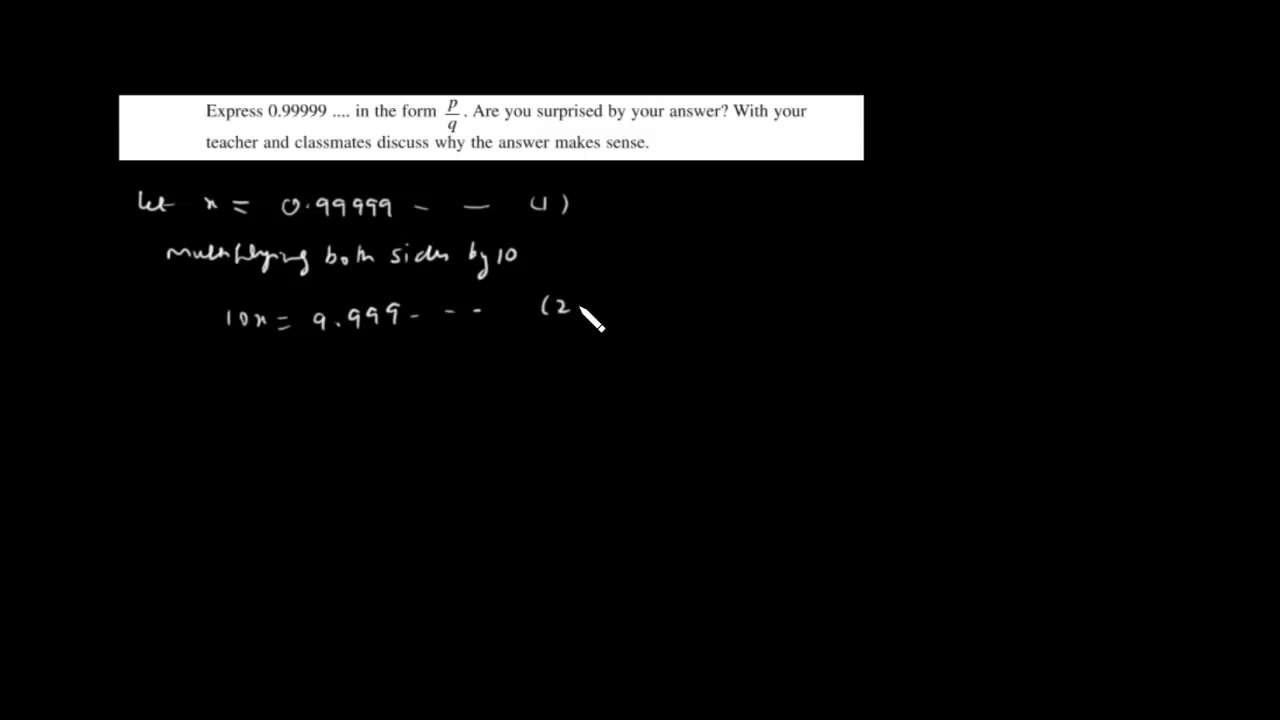 Express 0.99999 .... in the form p/q. Are you surprised by your answer? With your
teacher and classmates discuss why the answer makes sense.
Let x = 0.99999 - - (1)
multiplying both sides by 10
10x = 9.999- - - (2